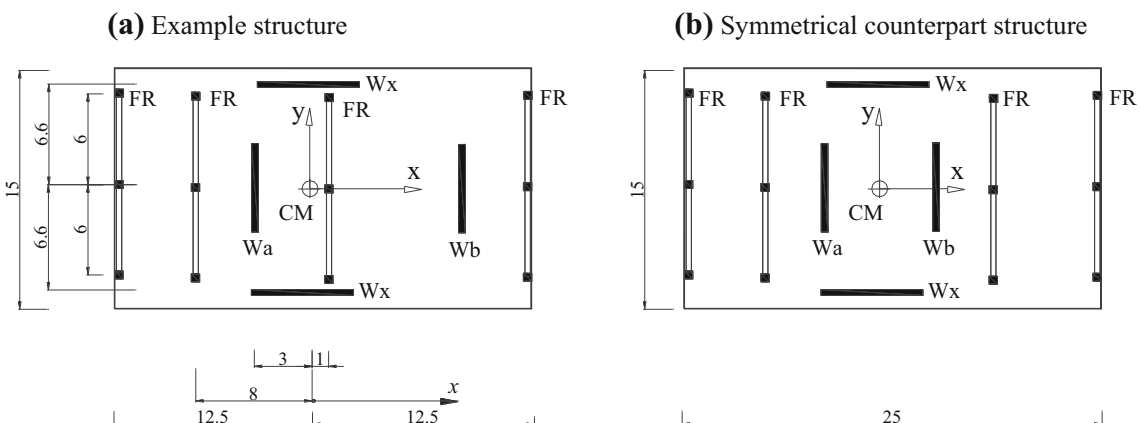 (a) Example structure
(b) Symmetrical counterpart structure
Wx
Wx
FR
FR
FR
FR
FR
FR
FR
FR
y
y
6.6
6
15
15
x
x
CM
CM
6.6
6
Wa
Wb
Wa
Wb
Wx
Wx
3
1
8
x
12.5
12.5
25